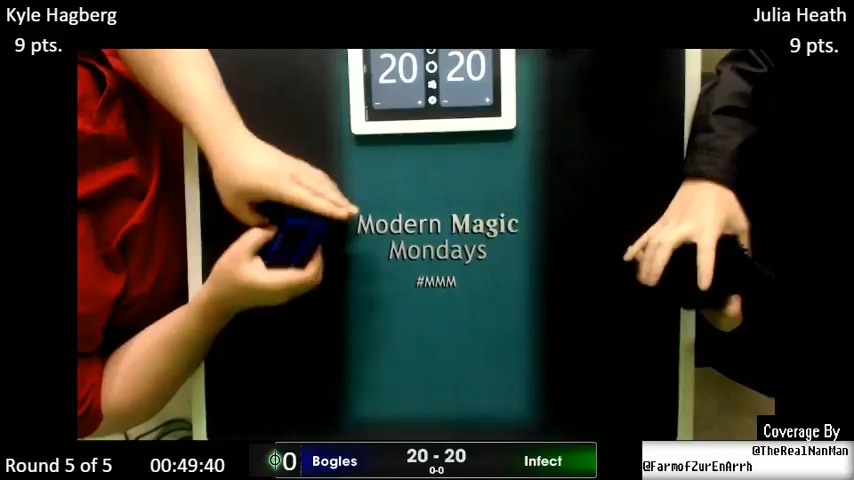 Kyle Hagberg
Julia Heath
9 pts.
9 pts.
20 20
Modern Magic
Mondays
#MMM
Coverage By
@TheRealNanMan
@FarmofZurEnArrh
Round 5 of 5
00:49:40
0
Bogles
20 - 20
0-0
Infect